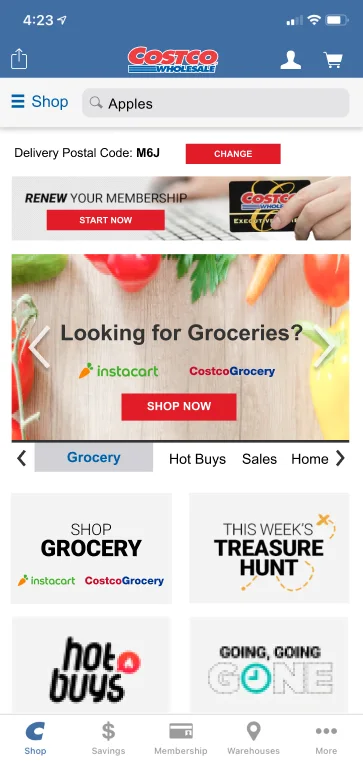 4:23
COSTCO
WHOLESALE
Shop
Apples
Delivery Postal Code: M6J
CHANGE
RENEW YOUR MEMBERSHIP
START NOW
COSTCO
WHOLE
EXECUTIVE
Looking for Groceries?
instacart
CostcoGrocery
SHOP NOW
Grocery
Hot Buys
Sales
Home
SHOP
GROCERY
instacart
CostcoGrocery
THIS WEEK'S
TREASURE
HUNT
hot
buys
GOING, GOING
GONE
Shop
Savings
Membership
Warehouses
More